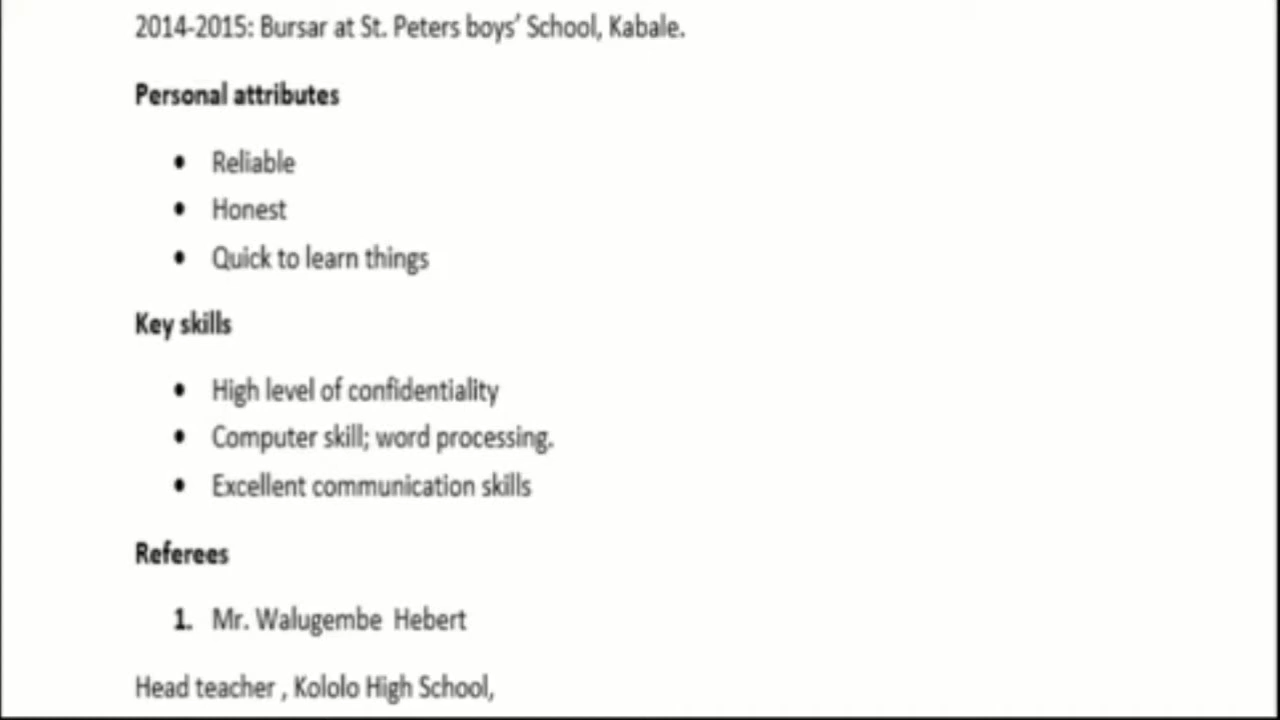 2014-2015: Bursar at St. Peters boys’ School, Kabale.
Personal attributes
• Reliable
• Honest
• Quick to learn things
Key skills
• High level of confidentiality
• Computer skill; word processing.
• Excellent communication skills
Referees
1. Mr. Walugembe  Hebert
Head teacher , Kololo High School,